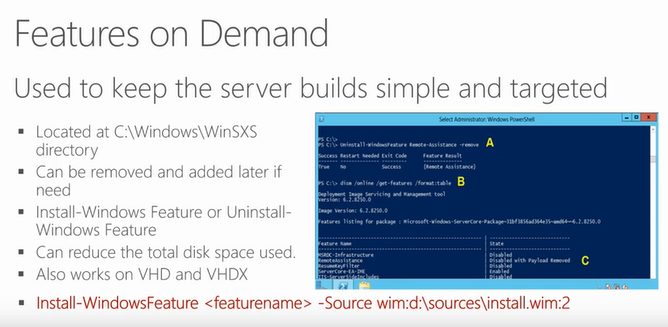 Features on Demand
Used to keep the server builds simple and targeted
▪ Located at C:\Windows\WinSXS
directory
▪ Can be removed and added later if
need
▪ Install-Windows Feature or Uninstall-
Windows Feature
▪ Can reduce the total disk space used.
▪ Also works on VHD and VHDX
▪ Install-WindowsFeature <featurename> -Source wim:d:\sources\install.wim:2
Select Administrator: Windows PowerShell
PS C:\>
PS C:\> Uninstall-WindowsFeature Remote-Assistance -remove A
Success Restart Needed Exit Code Feature Result
True No Success {Remote Assistance}
PS C:\> dism /online /get-features /format:table B
Deployment Image Servicing and Management tool
Version: 6.2.8250.0
Image Version: 6.2.8250.0
Features listing for package : Microsoft-Windows-ServerCore-Package~31bf3856ad364e35~amd64~~6.2.8250.0
Feature Name | State
MSRDC-Infrastructure | Disabled
RemoteAssistance | Disabled with Payload Removed C
ResumeKeyFilter | Disabled
ServerCore-EA-IME | Enabled
IIS-ServerSideIncludes | Disabled